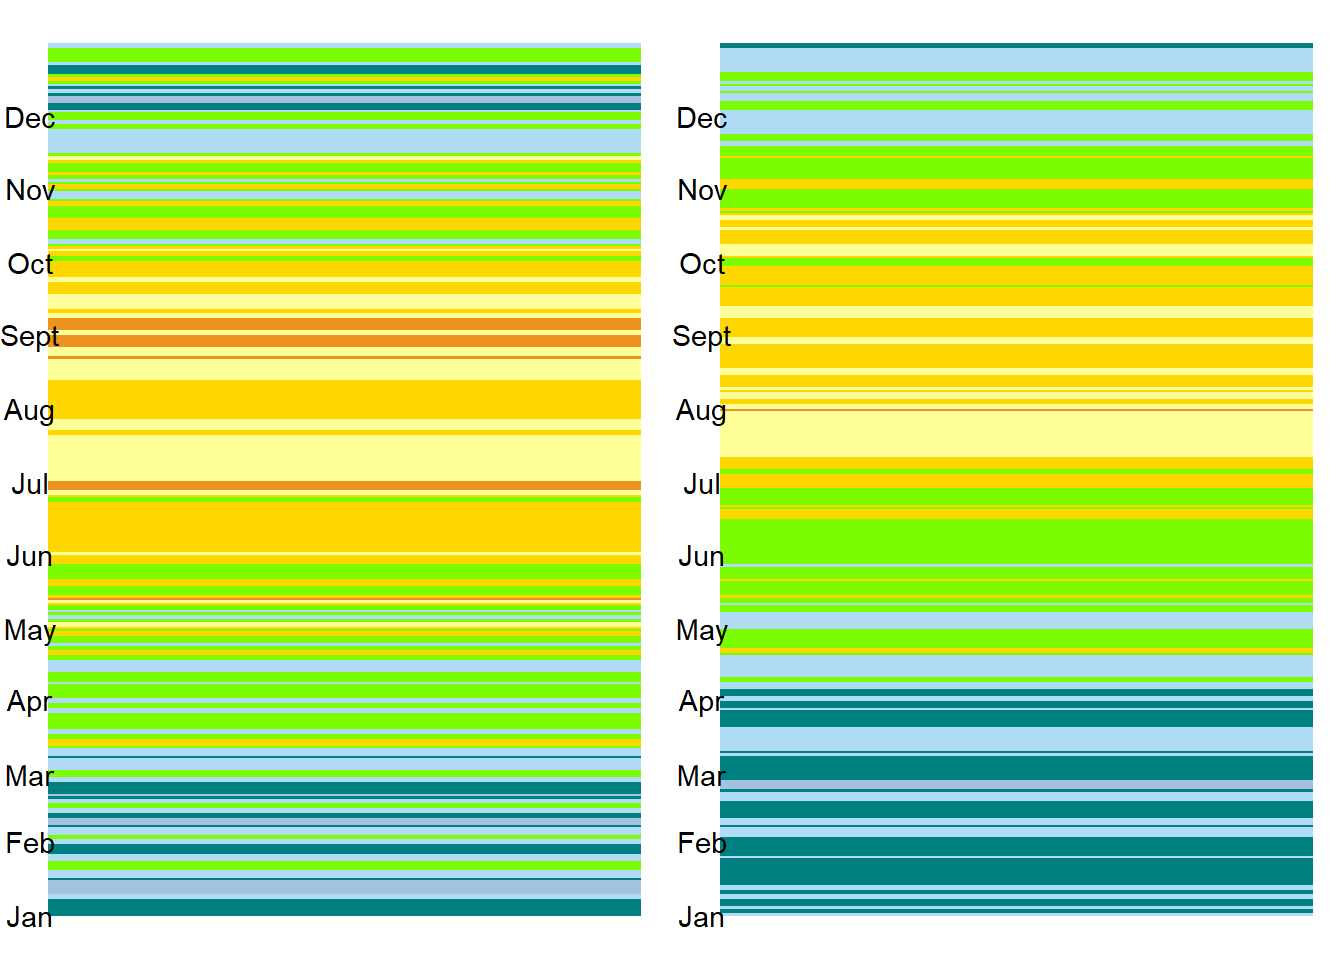 Dec
Nov
Oct
Sept
Aug
Jul
Jun
May
Apr
Mar
Feb
Jan
Dec
Nov
Oct
Sept
Aug
Jul
Jun
May
Apr
Mar
Feb
Jan